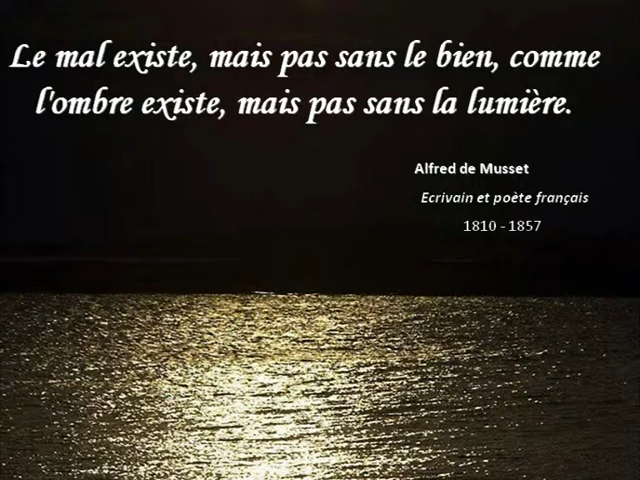 Le mal existe, mais pas sans le bien, comme
l'ombre existe, mais pas sans la lumière.
Alfred de Musset
Ecrivain et poète français
1810 - 1857